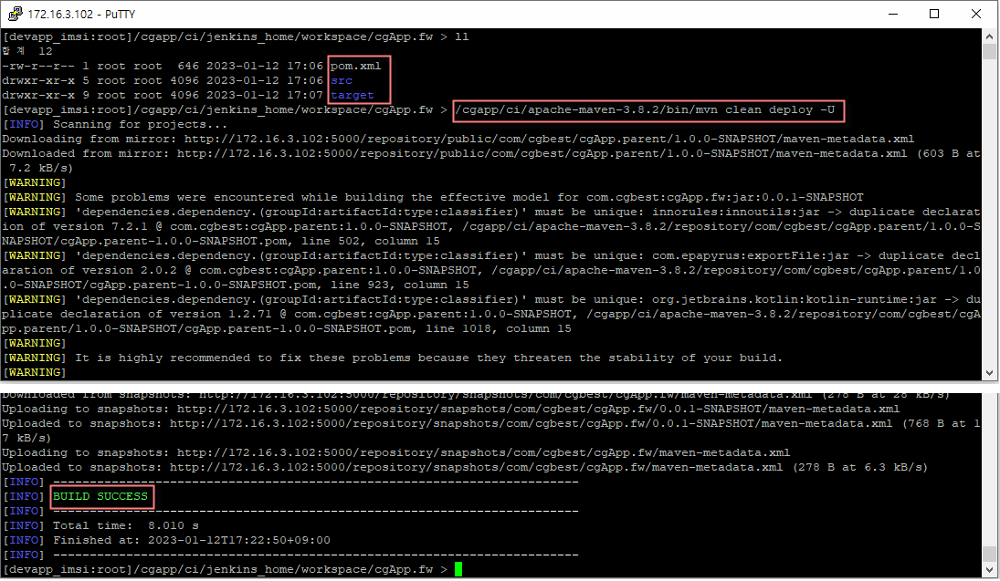 172.16.3.102 - PuTTY
[devapp_imsi:root]/cgapp/ci/jenkins_home/workspace/cgApp.fw > ll
합계 12
-rw-r--r-- 1 root root  646 2023-01-12 17:06 pom.xml
drwxr-xr-x 5 root root 4096 2023-01-12 17:06 src
drwxr-xr-x 9 root root 4096 2023-01-12 17:07 target
[devapp_imsi:root]/cgapp/ci/jenkins_home/workspace/cgApp.fw > /cgapp/ci/apache-maven-3.8.2/bin/mvn clean deploy -U
[INFO] Scanning for projects...
Downloading from mirror: http://172.16.3.102:5000/repository/public/com/cgbest/cgApp.parent/1.0.0-SNAPSHOT/maven-metadata.xml
Downloaded from mirror: http://172.16.3.102:5000/repository/public/com/cgbest/cgApp.parent/1.0.0-SNAPSHOT/maven-metadata.xml (603 B at
 7.2 kB/s)
[WARNING]
[WARNING] Some problems were encountered while building the effective model for com.cgbest:cgApp.fw:jar:0.0.1-SNAPSHOT
[WARNING] 'dependencies.dependency.(groupId:artifactId:type:classifier)' must be unique: innorules:innoutils:jar -> duplicate declarat
ion of version 7.2.1 @ com.cgbest:cgApp.parent:1.0.0-SNAPSHOT, /cgapp/ci/apache-maven-3.8.2/repository/com/cgbest/cgApp.parent/1.0.0-S
NAPSHOT/cgApp.parent-1.0.0-SNAPSHOT.pom, line 502, column 15
[WARNING] 'dependencies.dependency.(groupId:artifactId:type:classifier)' must be unique: com.epapyrus:exportFile:jar -> duplicate decl
aration of version 2.0.2 @ com.cgbest:cgApp.parent:1.0.0-SNAPSHOT, /cgapp/ci/apache-maven-3.8.2/repository/com/cgbest/cgApp.parent/1.0
.0-SNAPSHOT/cgApp.parent-1.0.0-SNAPSHOT.pom, line 923, column 15
[WARNING] 'dependencies.dependency.(groupId:artifactId:type:classifier)' must be unique: org.jetbrains.kotlin:kotlin-runtime:jar -> du
plicate declaration of version 1.2.71 @ com.cgbest:cgApp.parent:1.0.0-SNAPSHOT, /cgapp/ci/apache-maven-3.8.2/repository/com/cgbest/cgA
pp.parent/1.0.0-SNAPSHOT/cgApp.parent-1.0.0-SNAPSHOT.pom, line 1018, column 15
[WARNING]
[WARNING] It is highly recommended to fix these problems because they threaten the stability of your build.
[WARNING]
Downloaded from snapshots: http://172.16.3.102:5000/repository/snapshots/com/cgbest/cgApp.fw/maven-metadata.xml (278 B at 28 kB/s)
Uploading to snapshots: http://172.16.3.102:5000/repository/snapshots/com/cgbest/cgApp.fw/0.0.1-SNAPSHOT/maven-metadata.xml
Uploaded to snapshots: http://172.16.3.102:5000/repository/snapshots/com/cgbest/cgApp.fw/0.0.1-SNAPSHOT/maven-metadata.xml (768 B at 1
7 kB/s)
Uploading to snapshots: http://172.16.3.102:5000/repository/snapshots/com/cgbest/cgApp.fw/maven-metadata.xml
Uploaded to snapshots: http://172.16.3.102:5000/repository/snapshots/com/cgbest/cgApp.fw/maven-metadata.xml (278 B at 6.3 kB/s)
[INFO] ------------------------------------------------------------------------
[INFO] BUILD SUCCESS
[INFO] ------------------------------------------------------------------------
[INFO] Total time:  8.010 s
[INFO] Finished at: 2023-01-12T17:22:50+09:00
[INFO] ------------------------------------------------------------------------
[devapp_imsi:root]/cgapp/ci/jenkins_home/workspace/cgApp.fw >